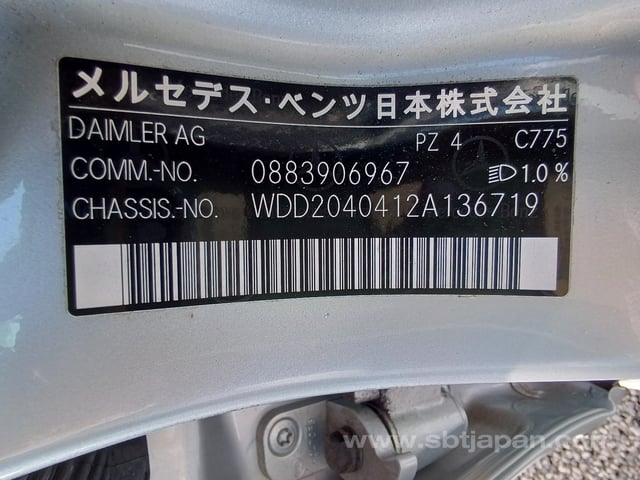 メルセデス・ベンツ日本株式会社
DAIMLER AG PZ 4 C775
COMM.-NO. 0883906967 1.0 %
CHASSIS.-NO. WDD2040412A136719
www.sbtjapan.com